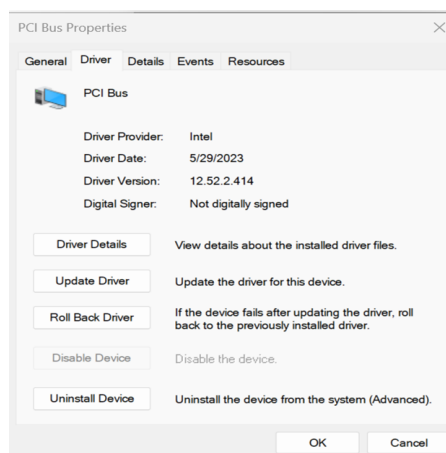 PCI Bus Properties
General Driver Details Events Resources
PCI Bus
Driver Provider: Intel
Driver Date: 5/29/2023
Driver Version: 12.52.2.414
Digital Signer: Not digitally signed
Driver Details View details about the installed driver files.
Update Driver Update the driver for this device.
Roll Back Driver If the device fails after updating the driver, roll
back to the previously installed driver.
Disable Device Disable the device.
Uninstall Device Uninstall the device from the system (Advanced).
OK Cancel